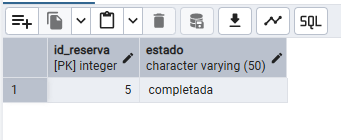 SQL
id_reserva estado
[PK] integer character varying (50)
1 5 completada